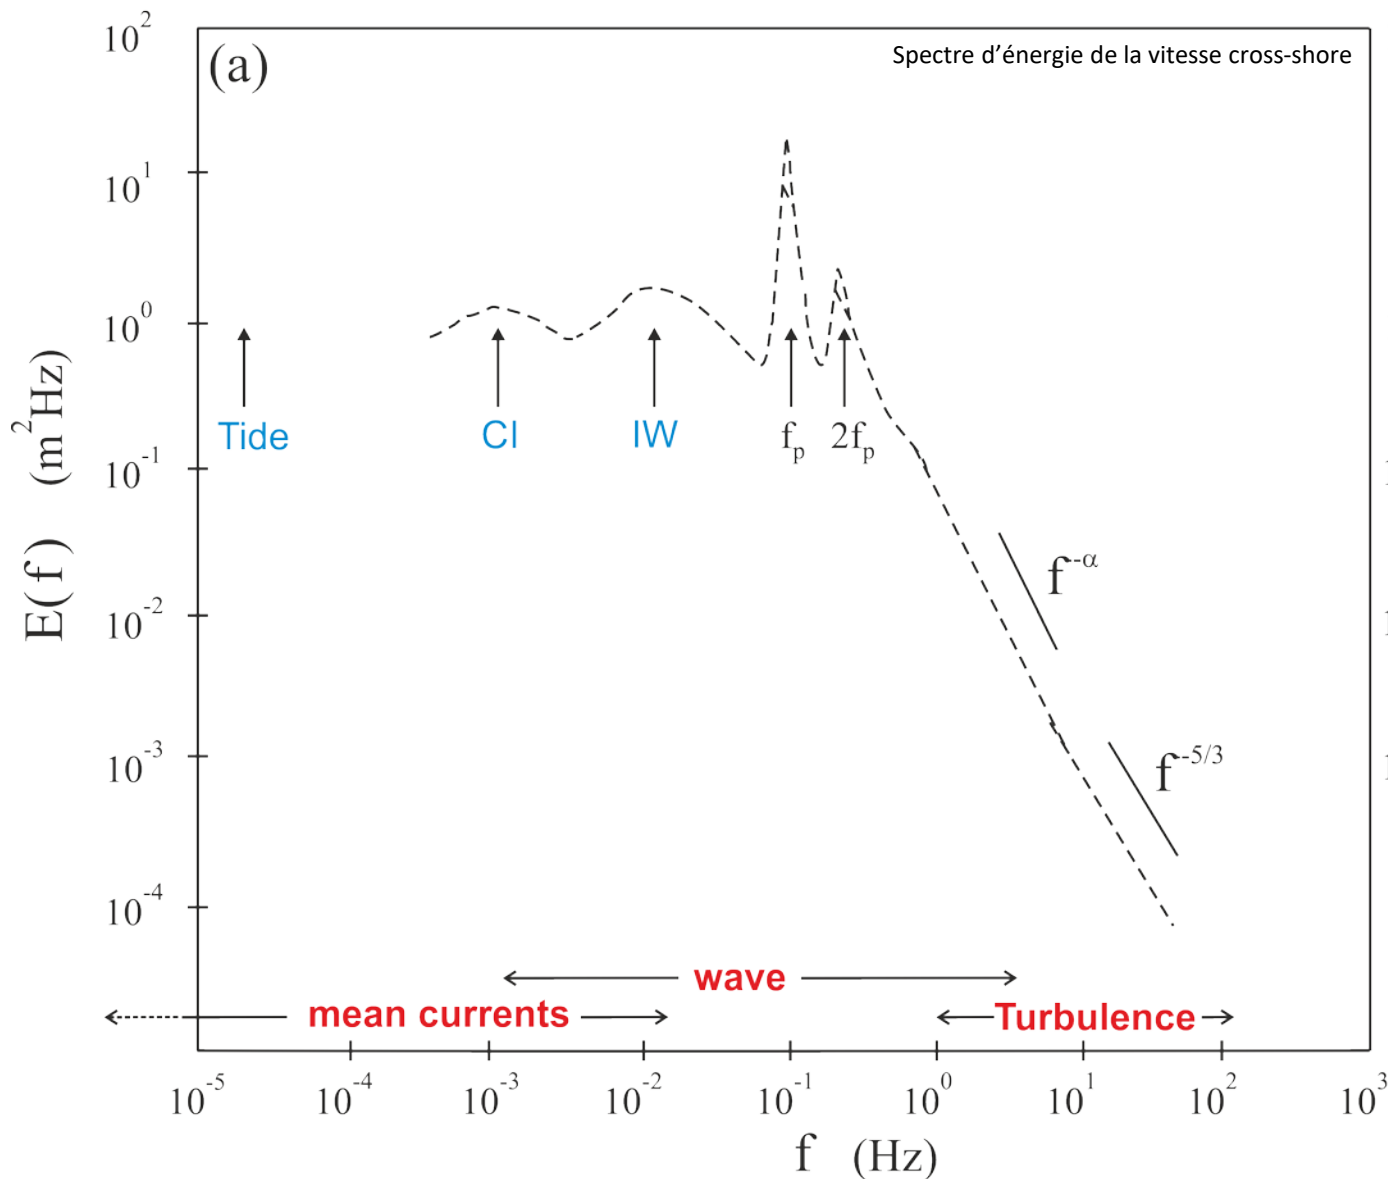 (a)
Spectre d’énergie de la vitesse cross-shore
10^2
10^1
10^0
10^-1
10^-2
10^-3
10^-4
E(f) (m^2Hz)
Tide
CI
IW
f_p
2f_p
f^--α
f^--5/3
wave
mean currents
Turbulence
10^-5
10^-4
10^-3
10^-2
10^-1
10^0
10^1
10^2
10^3
f (Hz)